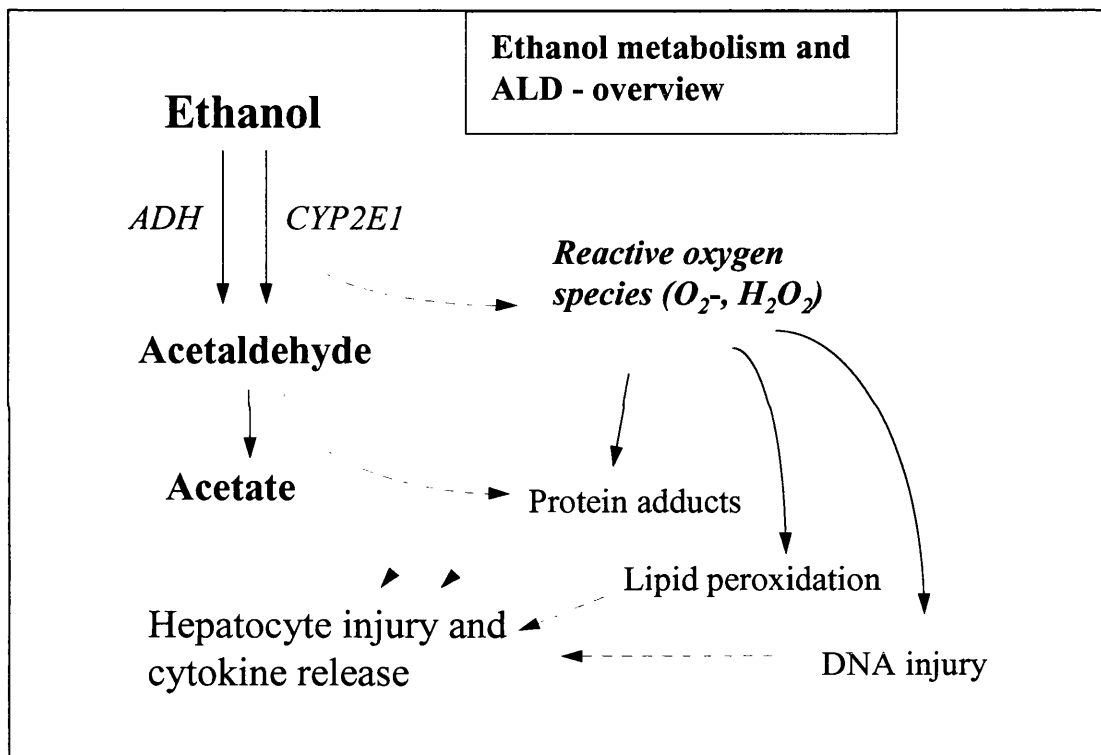 Ethanol metabolism and
ALD - overview
Ethanol
ADH
CYP2E1
Reactive oxygen
species (O₂-, H₂O₂)
Acetaldehyde
Acetate
Protein adducts
Lipid peroxidation
Hepatocyte injury and
cytokine release
DNA injury